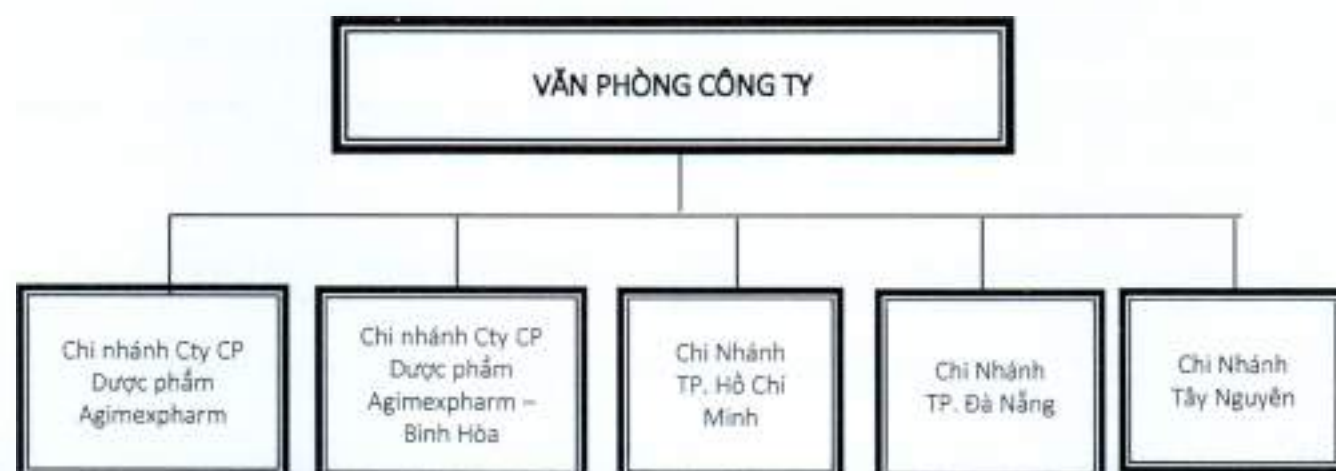 VĂN PHÒNG CÔNG TY
Chi nhánh Cty CP
Dược phẩm
Agimexpharm
Chi nhánh Cty CP
Dược phẩm
Agimexpharm –
Bình Hòa
Chi Nhánh
TP. Hồ Chí
Minh
Chi Nhánh
TP. Đà Nẵng
Chi Nhánh
Tây Nguyên